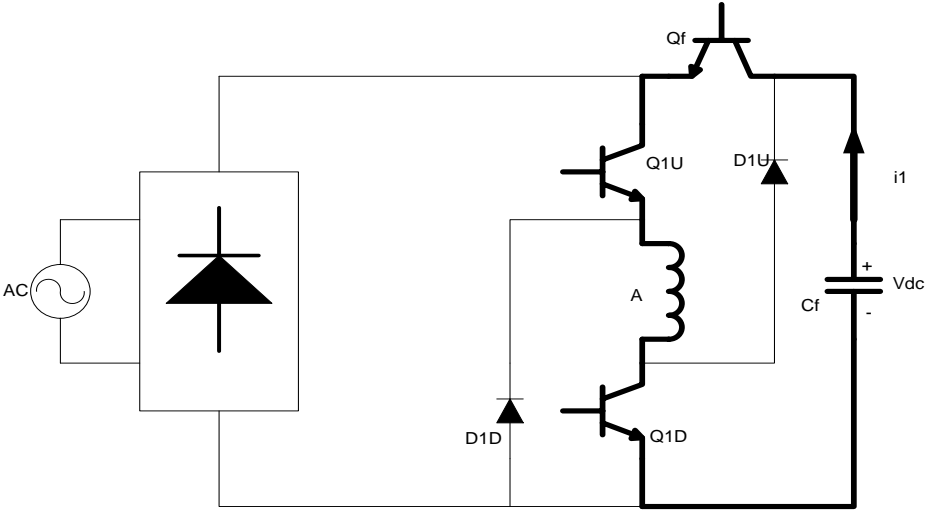 Qf
Q1U
D1U
i1
AC
A
+
Vdc
Cf
-
D1D
Q1D